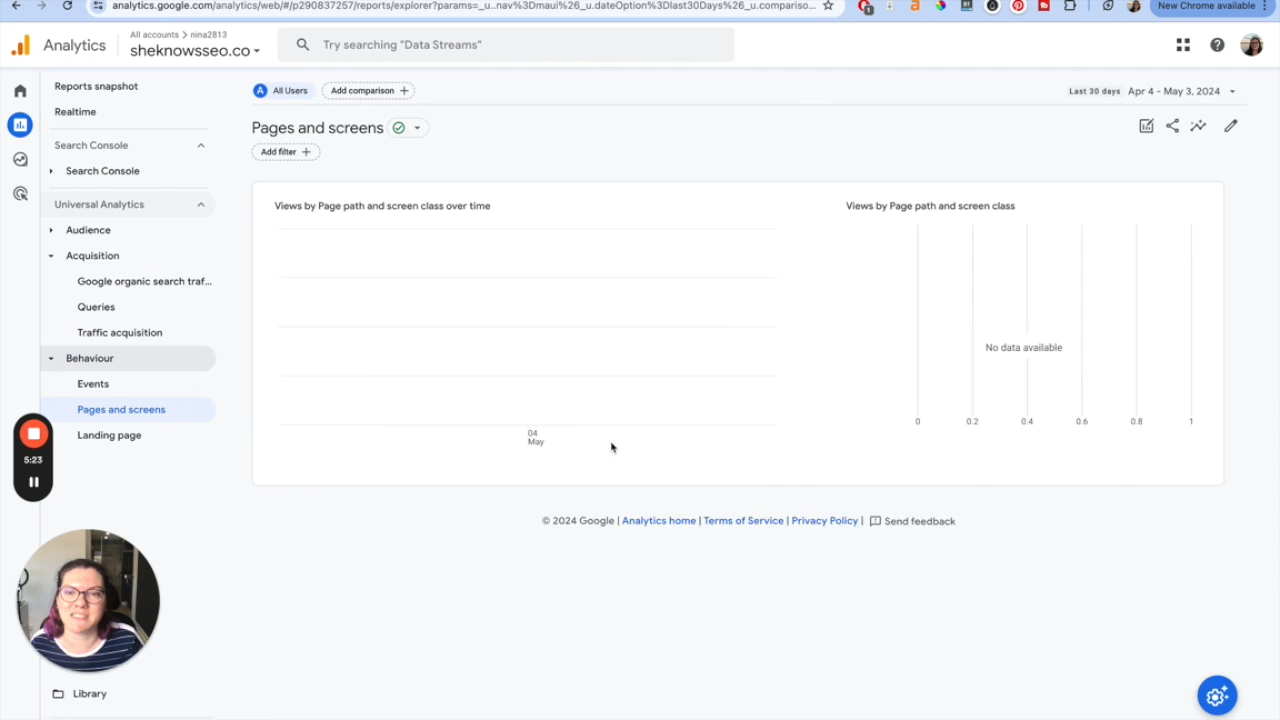 analytics.google.com/analytics/web/#/p290837257/reports/explorer?params=_u..nav%3Dmaui%26_u.dateOption%3Dlast30Days%26_u.compariso...
New Chrome available
Analytics
All accounts > nina2813
sheknowsseo.co
Try searching "Data Streams"
Reports snapshot
Realtime
Search Console
Search Console
Universal Analytics
Audience
Acquisition
Google organic search traf...
Queries
Traffic acquisition
Behaviour
Events
Pages and screens
Landing page
5:23
Library
A All Users
Add comparison +
Last 30 days Apr 4 - May 3, 2024
Pages and screens
Add filter +
Views by Page path and screen class over time
04
May
Views by Page path and screen class
No data available
0 0.2 0.4 0.6 0.8 1
© 2024 Google | Analytics home | Terms of Service | Privacy Policy | Send feedback